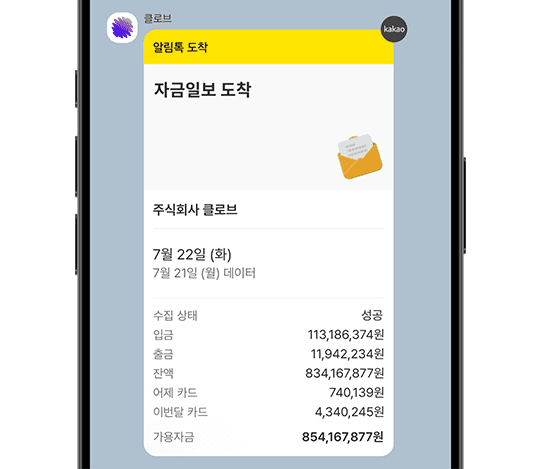 클로브
kakao
알림톡 도착
자금일보 도착
주식회사 클로브
7월 22일 (화)
7월 21일 (월) 데이터
수집 상태 성공
입금 113,186,374원
출금 11,942,234원
잔액 834,167,877원
어제 카드 740,139원
이번달 카드 4,340,245원
가용자금 854,167,877원